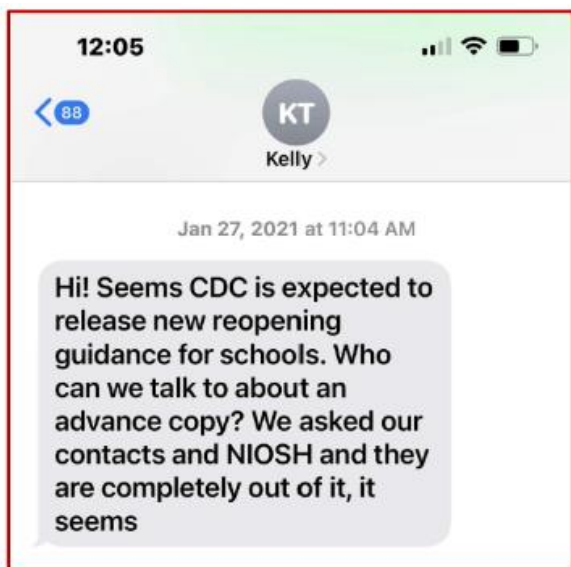 12:05
88
KT
Kelly >
Jan 27, 2021 at 11:04 AM
Hi! Seems CDC is expected to
release new reopening
guidance for schools. Who
can we talk to about an
advance copy? We asked our
contacts and NIOSH and they
are completely out of it, it
seems